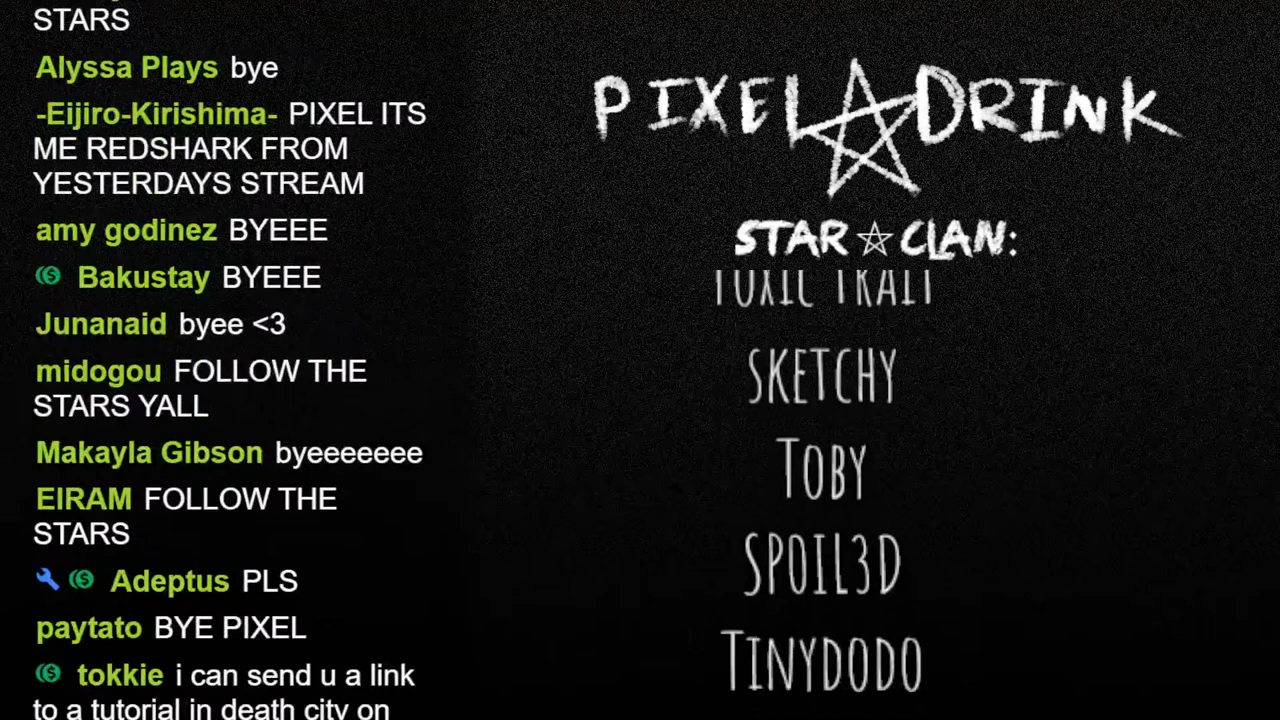 STARS
Alyssa Plays bye
-Eijiro-Kirishima- PIXEL ITS
ME REDSHARK FROM
YESTERDAYS STREAM
amy godinez BYEEE
Bakustay BYEEE
Junanaid byee <3
midogou FOLLOW THE
STARS YALL
Makayla Gibson byeeeeeee
EIRAM FOLLOW THE
STARS
Adeptus PLS
paytato BYE PIXEL
tokkie i can send u a link
to a tutorial in death city on
PIXEL DRINK
STAR CLAN:
TOXIC TRAIT
SKETCHY
TOBY
SPOIL3D
TINYDODO